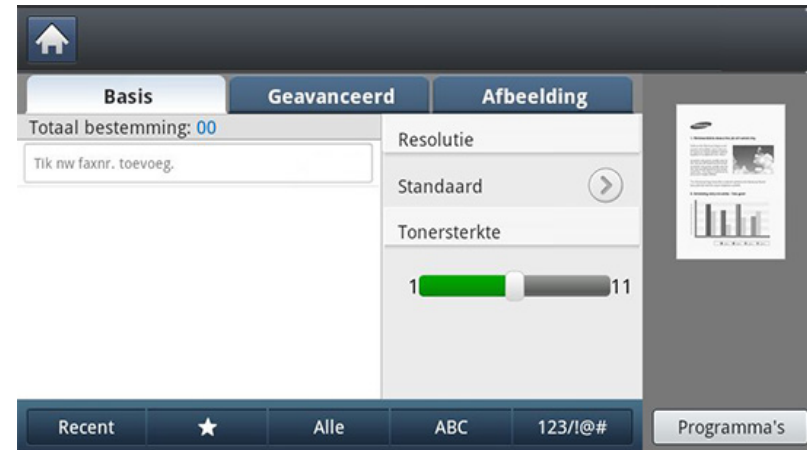 Basis
Geavanceerd
Afbeelding
Totaal bestemming: 00
Tik nw faxnr. toevoeg.
Resolutie
Standaard
Tonersterkte
1
11
Recent
★
Alle
ABC
123/!@#
Programma's